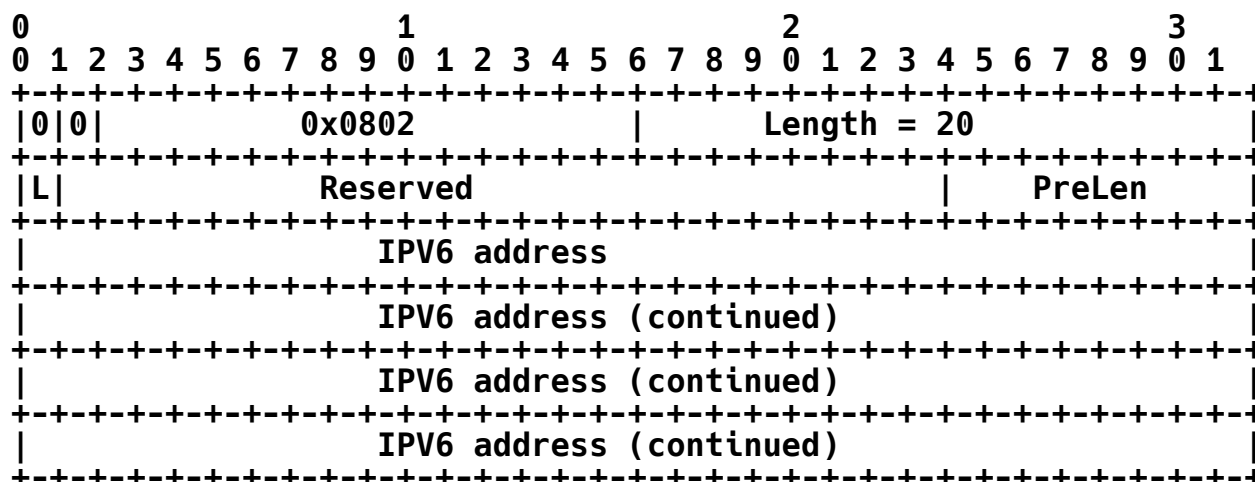 0                   1                   2                   3
0 1 2 3 4 5 6 7 8 9 0 1 2 3 4 5 6 7 8 9 0 1 2 3 4 5 6 7 8 9 0 1
+-+-+-+-+-+-+-+-+-+-+-+-+-+-+-+-+-+-+-+-+-+-+-+-+-+-+-+-+-+-+-+-+
|0|0|          0x0802           |      Length = 20              |
+-+-+-+-+-+-+-+-+-+-+-+-+-+-+-+-+-+-+-+-+-+-+-+-+-+-+-+-+-+-+-+-+
|L|             Reserved                        |    PreLen     |
+-+-+-+-+-+-+-+-+-+-+-+-+-+-+-+-+-+-+-+-+-+-+-+-+-+-+-+-+-+-+-+-+
|                  IPV6 address                                 |
+-+-+-+-+-+-+-+-+-+-+-+-+-+-+-+-+-+-+-+-+-+-+-+-+-+-+-+-+-+-+-+-+
|                  IPV6 address (continued)                     |
+-+-+-+-+-+-+-+-+-+-+-+-+-+-+-+-+-+-+-+-+-+-+-+-+-+-+-+-+-+-+-+-+
|                  IPV6 address (continued)                     |
+-+-+-+-+-+-+-+-+-+-+-+-+-+-+-+-+-+-+-+-+-+-+-+-+-+-+-+-+-+-+-+-+
|                  IPV6 address (continued)                     |
+-+-+-+-+-+-+-+-+-+-+-+-+-+-+-+-+-+-+-+-+-+-+-+-+-+-+-+-+-+-+-+-+